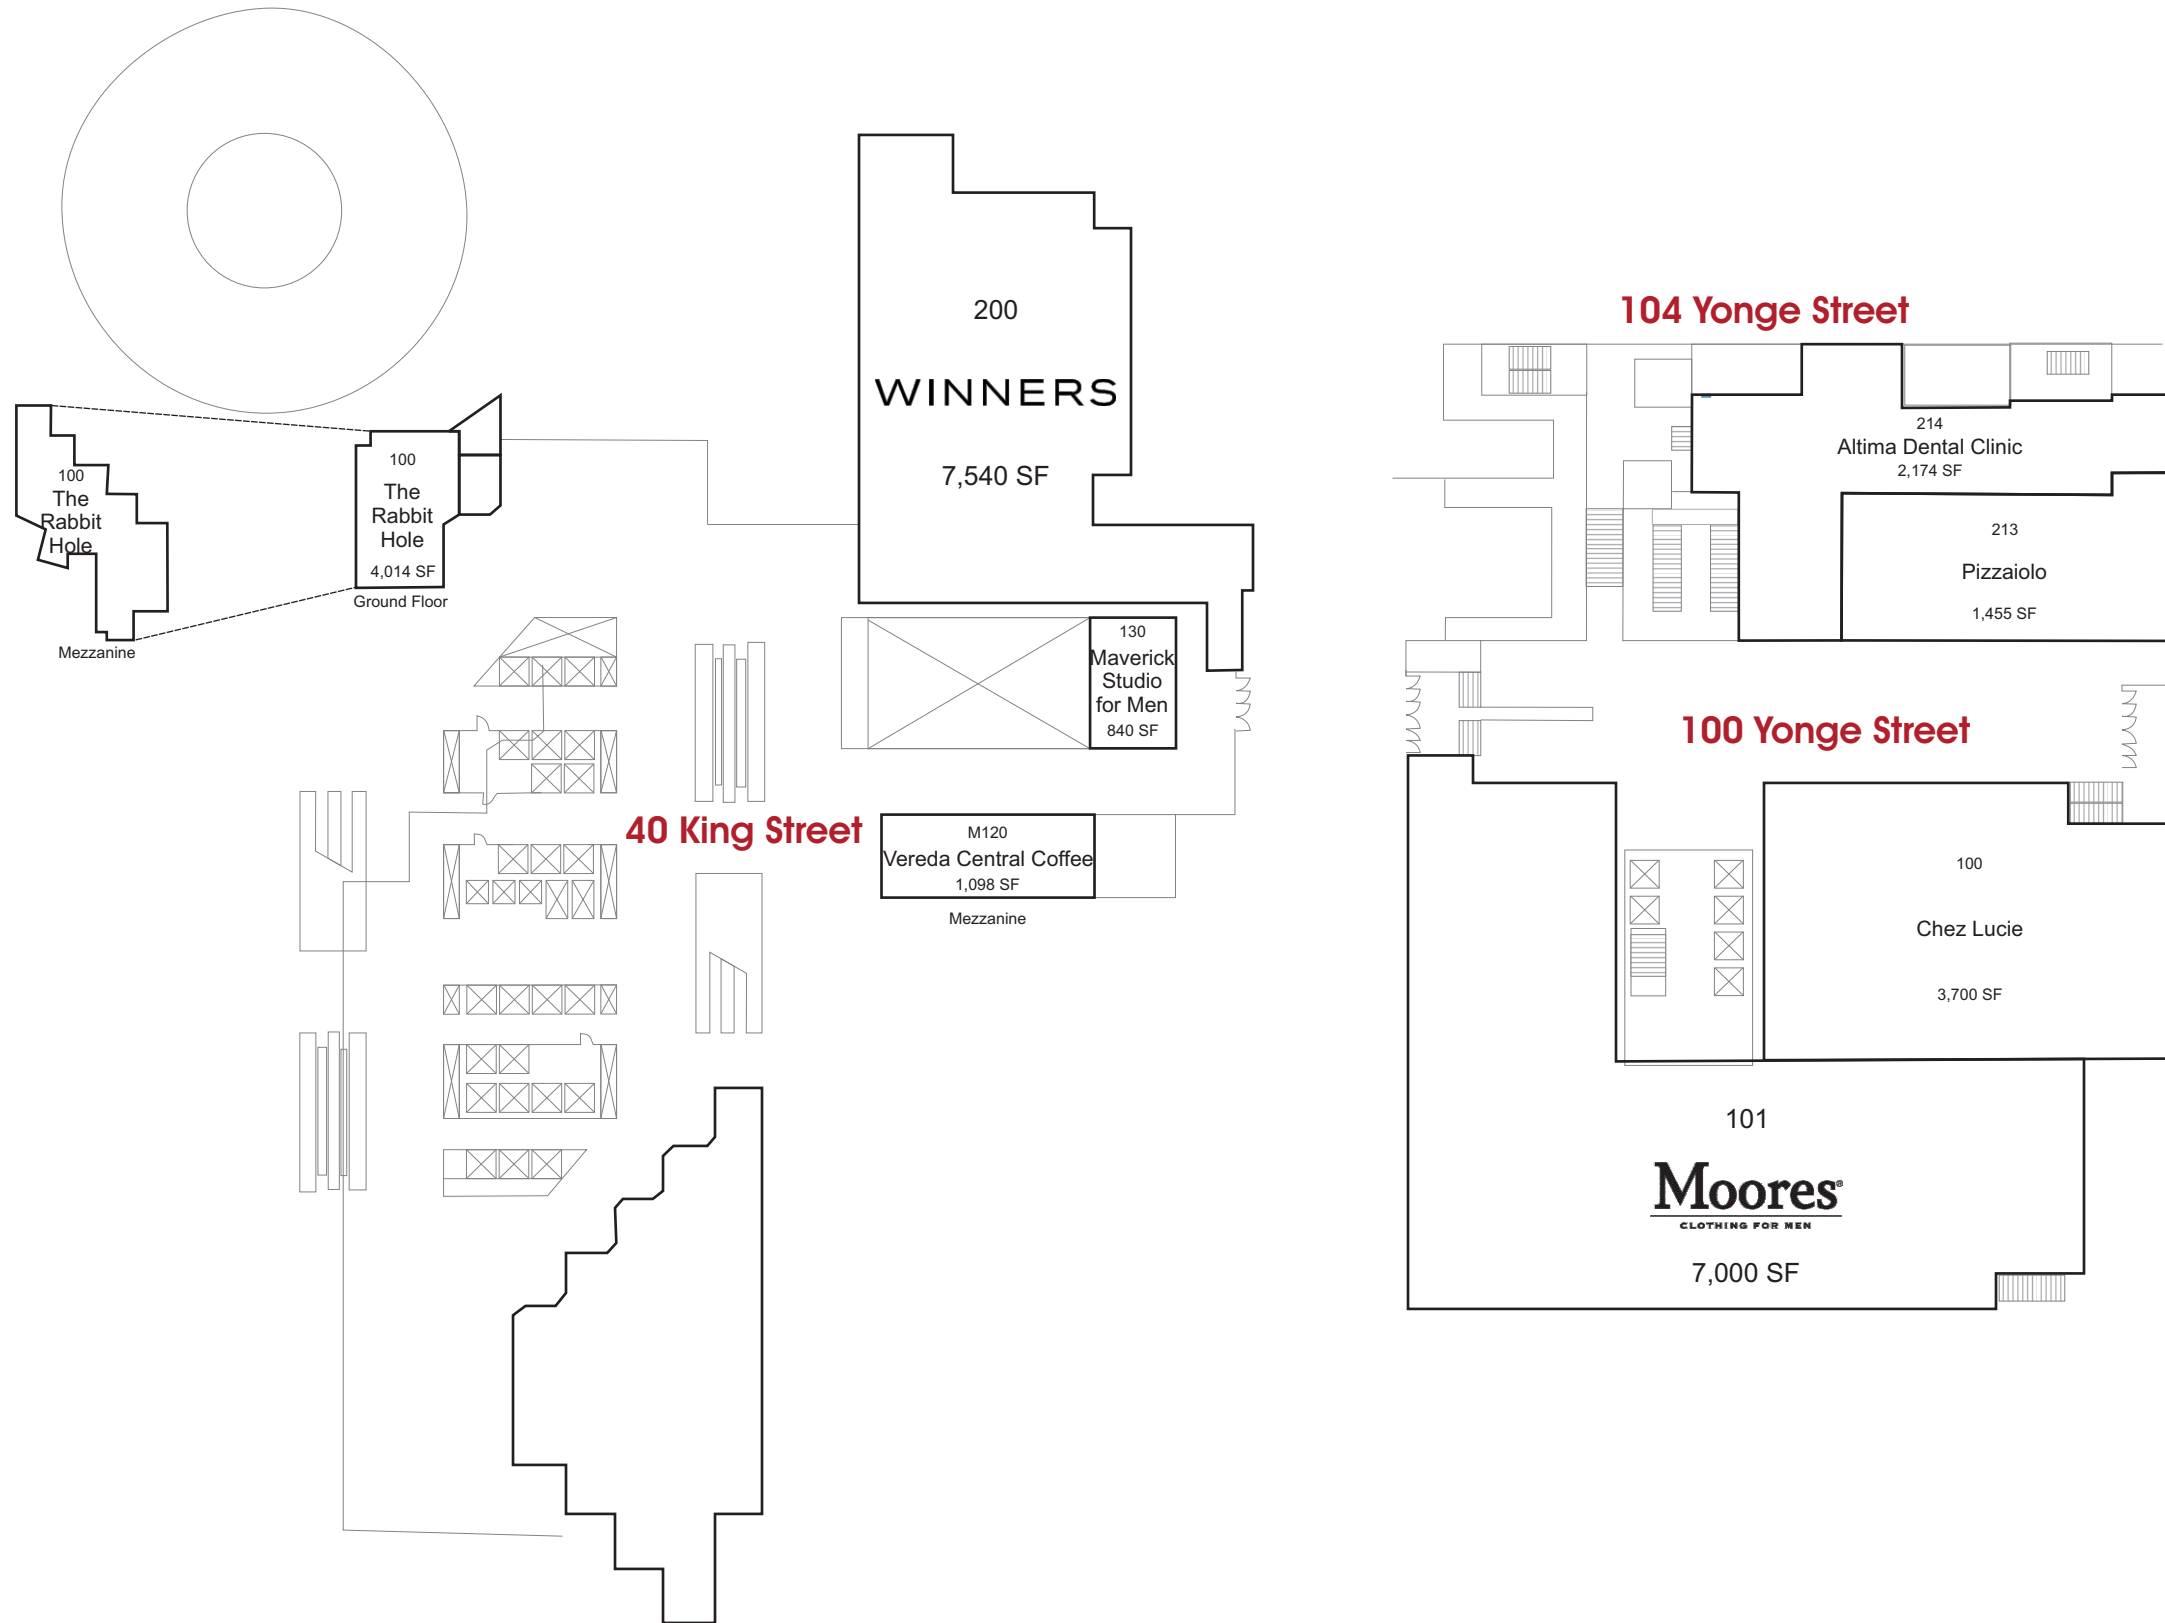 200
WINNERS
7,540 SF
100
The
Rabbit
Hole
Mezzanine
100
The
Rabbit
Hole
4,014 SF
Ground Floor
130
Maverick
Studio
for Men
840 SF
40 King Street
M120
Vereda Central Coffee
1,098 SF
Mezzanine
104 Yonge Street
214
Altima Dental Clinic
2,174 SF
213
Pizzaiolo
1,455 SF
100 Yonge Street
100
Chez Lucie
3,700 SF
101
Moores®
CLOTHING FOR MEN
7,000 SF